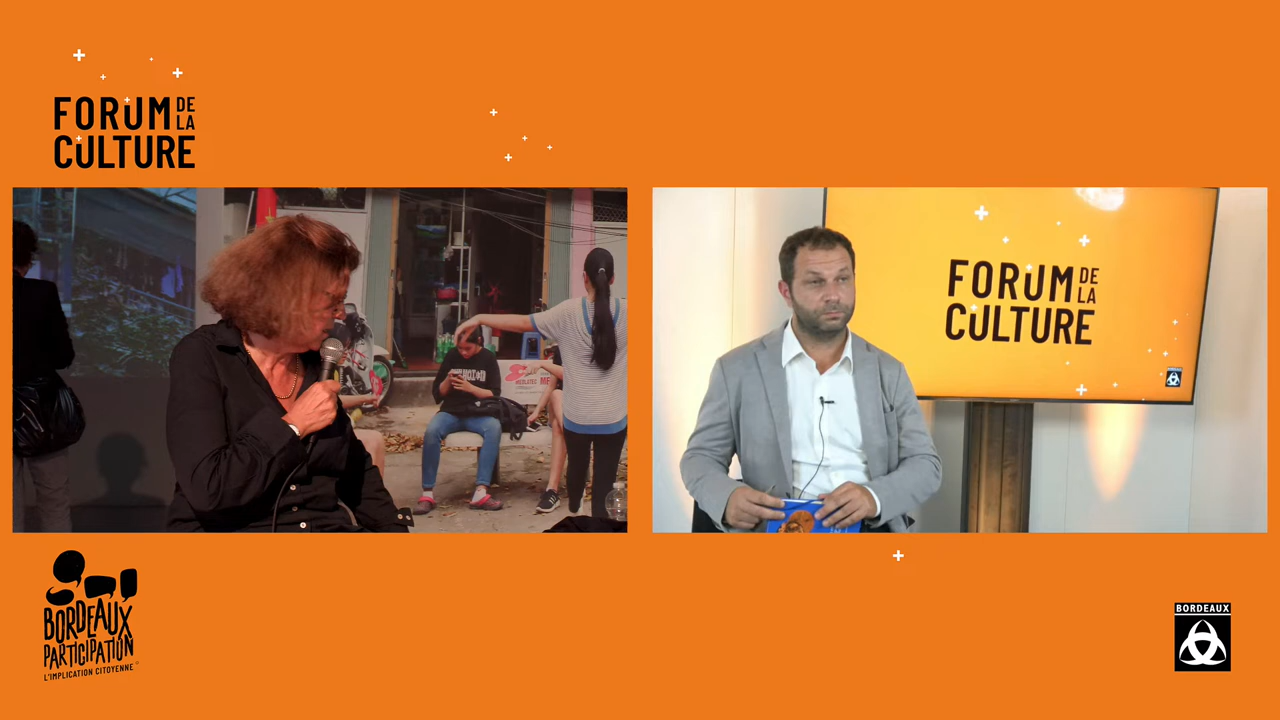 FORUM DE LA
CULTURE
FORUM DE LA
CULTURE
BORDEAUX
PARTICIPATION
L'IMPLICATION CITOYENNE
BORDEAUX